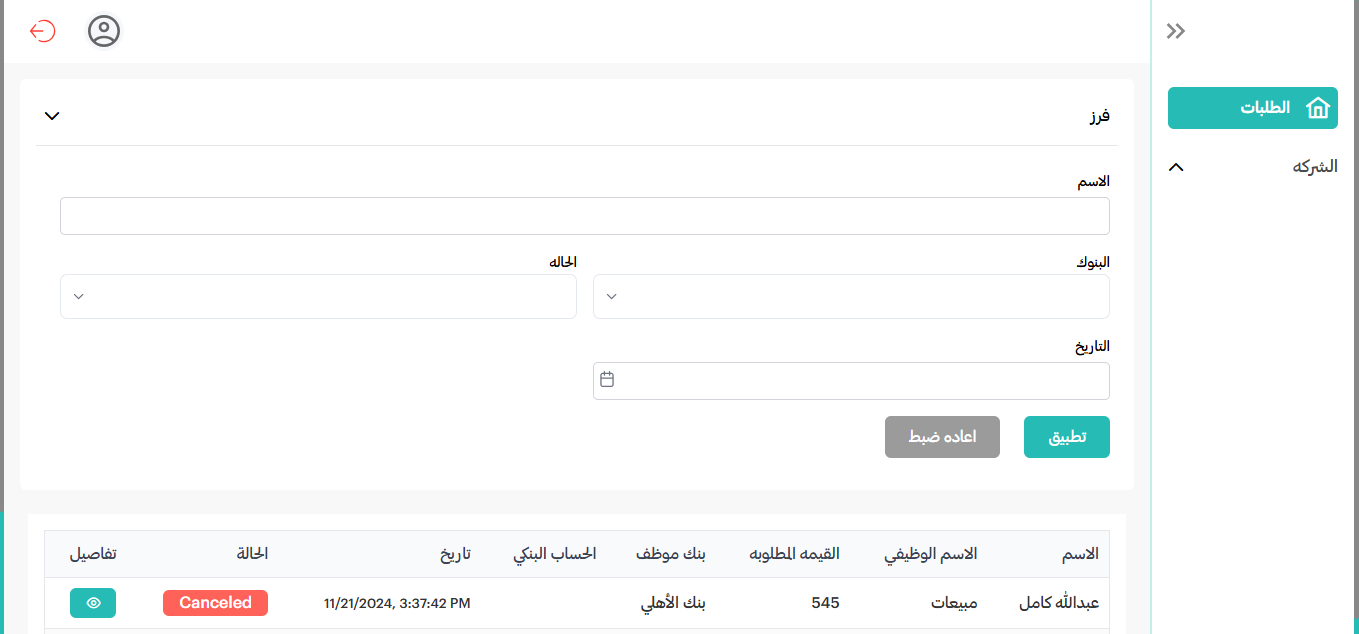 الطلبات
الشركه
فرز
الاسم
البنوك
الحاله
التاريخ
تطبيق
اعاده ضبط
الاسم الاسم الوظيفي القيمه المطلوبه بنك موظف الحساب البنكي تاريخ الحالة تفاصيل
عبدالله كامل مبيعات 545 بنك الأهلي 11/21/2024, 3:37:42 PM Canceled